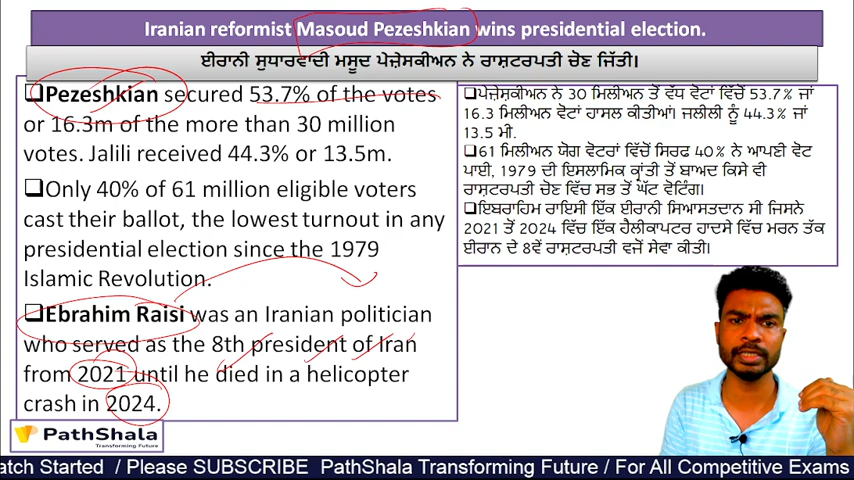 Iranian reformist Masoud Pezeshkian wins presidential election.
ਈਰਾਨੀ ਸੁਧਾਰਵਾਦੀ ਮਸੂਦ ਪੇਜ਼ੇਸਕੀਅਨ ਨੇ ਰਾਸ਼ਟਰਪਤੀ ਚੋਣ ਜਿੱਤੀ।
Pezeshkian secured 53.7% of the votes
or 16.3m of the more than 30 million
votes. Jalili received 44.3% or 13.5m.
Only 40% of 61 million eligible voters
cast their ballot, the lowest turnout in any
presidential election since the 1979
Islamic Revolution.
Ebrahim Raisi was an Iranian politician
who served as the 8th president of Iran
from 2021 until he died in a helicopter
crash in 2024.
ਪੇਜ਼ੇਸ਼ਕੀਅਨ ਨੇ 30 ਮਿਲੀਅਨ ਤੋਂ ਵੱਧ ਵੋਟਾਂ ਵਿੱਚੋਂ 53.7% ਜਾਂ
16.3 ਮਿਲੀਅਨ ਵੋਟਾਂ ਹਾਸਲ ਕੀਤੀਆਂ। ਜਲੀਲੀ ਨੂੰ 44.3% ਜਾਂ
13.5 ਮੀ.
61 ਮਿਲੀਅਨ ਯੋਗ ਵੋਟਰਾਂ ਵਿੱਚੋਂ ਸਿਰਫ 40% ਨੇ ਆਪਣੀ ਵੋਟ
ਪਾਈ, 1979 ਦੀ ਇਸਲਾਮਿਕ ਕ੍ਰਾਂਤੀ ਤੋਂ ਬਾਅਦ ਕਿਸੇ ਵੀ
ਰਾਸ਼ਟਰਪਤੀ ਚੋਣ ਵਿੱਚ ਸਭ ਤੋਂ ਘੱਟ ਵੋਟਿੰਗ।
ਇਬਰਾਹਿਮ ਰਾਇਸੀ ਇੱਕ ਈਰਾਨੀ ਸਿਆਸਤਦਾਨ ਸੀ ਜਿਸਨੇ
2021 ਤੋਂ 2024 ਵਿੱਚ ਇੱਕ ਹੈਲੀਕਾਪਟਰ ਹਾਦਸੇ ਵਿੱਚ ਮਰਨ ਤੱਕ
ਈਰਾਨ ਦੇ 8ਵੇਂ ਰਾਸ਼ਟਰਪਤੀ ਵਜੋਂ ਸੇਵਾ ਕੀਤੀ।
PathShala
Transforming Future
atch Started / Please SUBSCRIBE PathShala Transforming Future / For All Competitive Exams